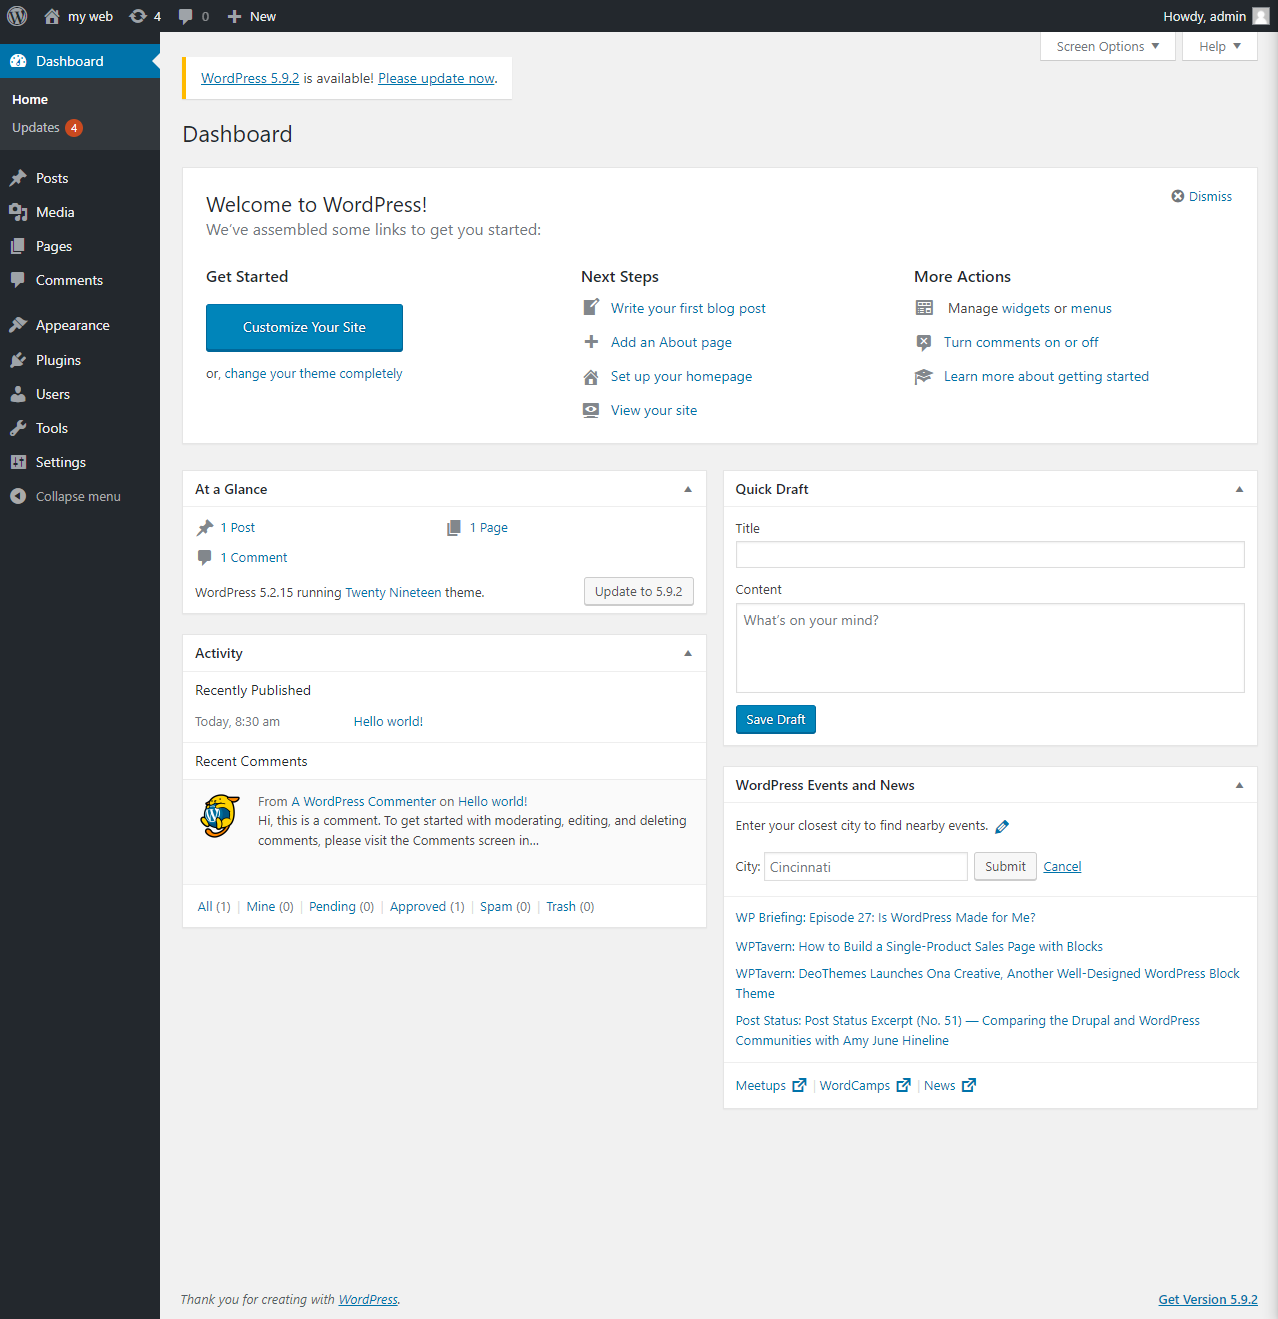 my web 4 0 New Howdy, admin
Screen Options Help
Dashboard
Home
Updates 4
Posts
Media
Pages
Comments
Appearance
Plugins
Users
Tools
Settings
Collapse menu
WordPress 5.9.2 is available! Please update now.
Dashboard
Welcome to WordPress!
Dismiss
We've assembled some links to get you started:
Get Started
Customize Your Site
or, change your theme completely
Next Steps
Write your first blog post
Add an About page
Set up your homepage
View your site
More Actions
Manage widgets or menus
Turn comments on or off
Learn more about getting started
At a Glance
1 Post
1 Page
1 Comment
WordPress 5.2.15 running Twenty Nineteen theme.
Update to 5.9.2
Activity
Recently Published
Today, 8:30 am Hello world!
Recent Comments
From A WordPress Commenter on Hello world!
Hi, this is a comment. To get started with moderating, editing, and deleting
comments, please visit the Comments screen in...
All (1) | Mine (0) | Pending (0) | Approved (1) | Spam (0) | Trash (0)
Quick Draft
Title
Content
What's on your mind?
Save Draft
WordPress Events and News
Enter your closest city to find nearby events.
City: Cincinnati Submit Cancel
WP Briefing: Episode 27: Is WordPress Made for Me?
WPTavern: How to Build a Single-Product Sales Page with Blocks
WPTavern: DeoThemes Launches Ona Creative, Another Well-Designed WordPress Block
Theme
Post Status: Post Status Excerpt (No. 51) — Comparing the Drupal and WordPress
Communities with Amy June Hineline
Meetups | WordCamps | News
Thank you for creating with WordPress.
Get Version 5.9.2